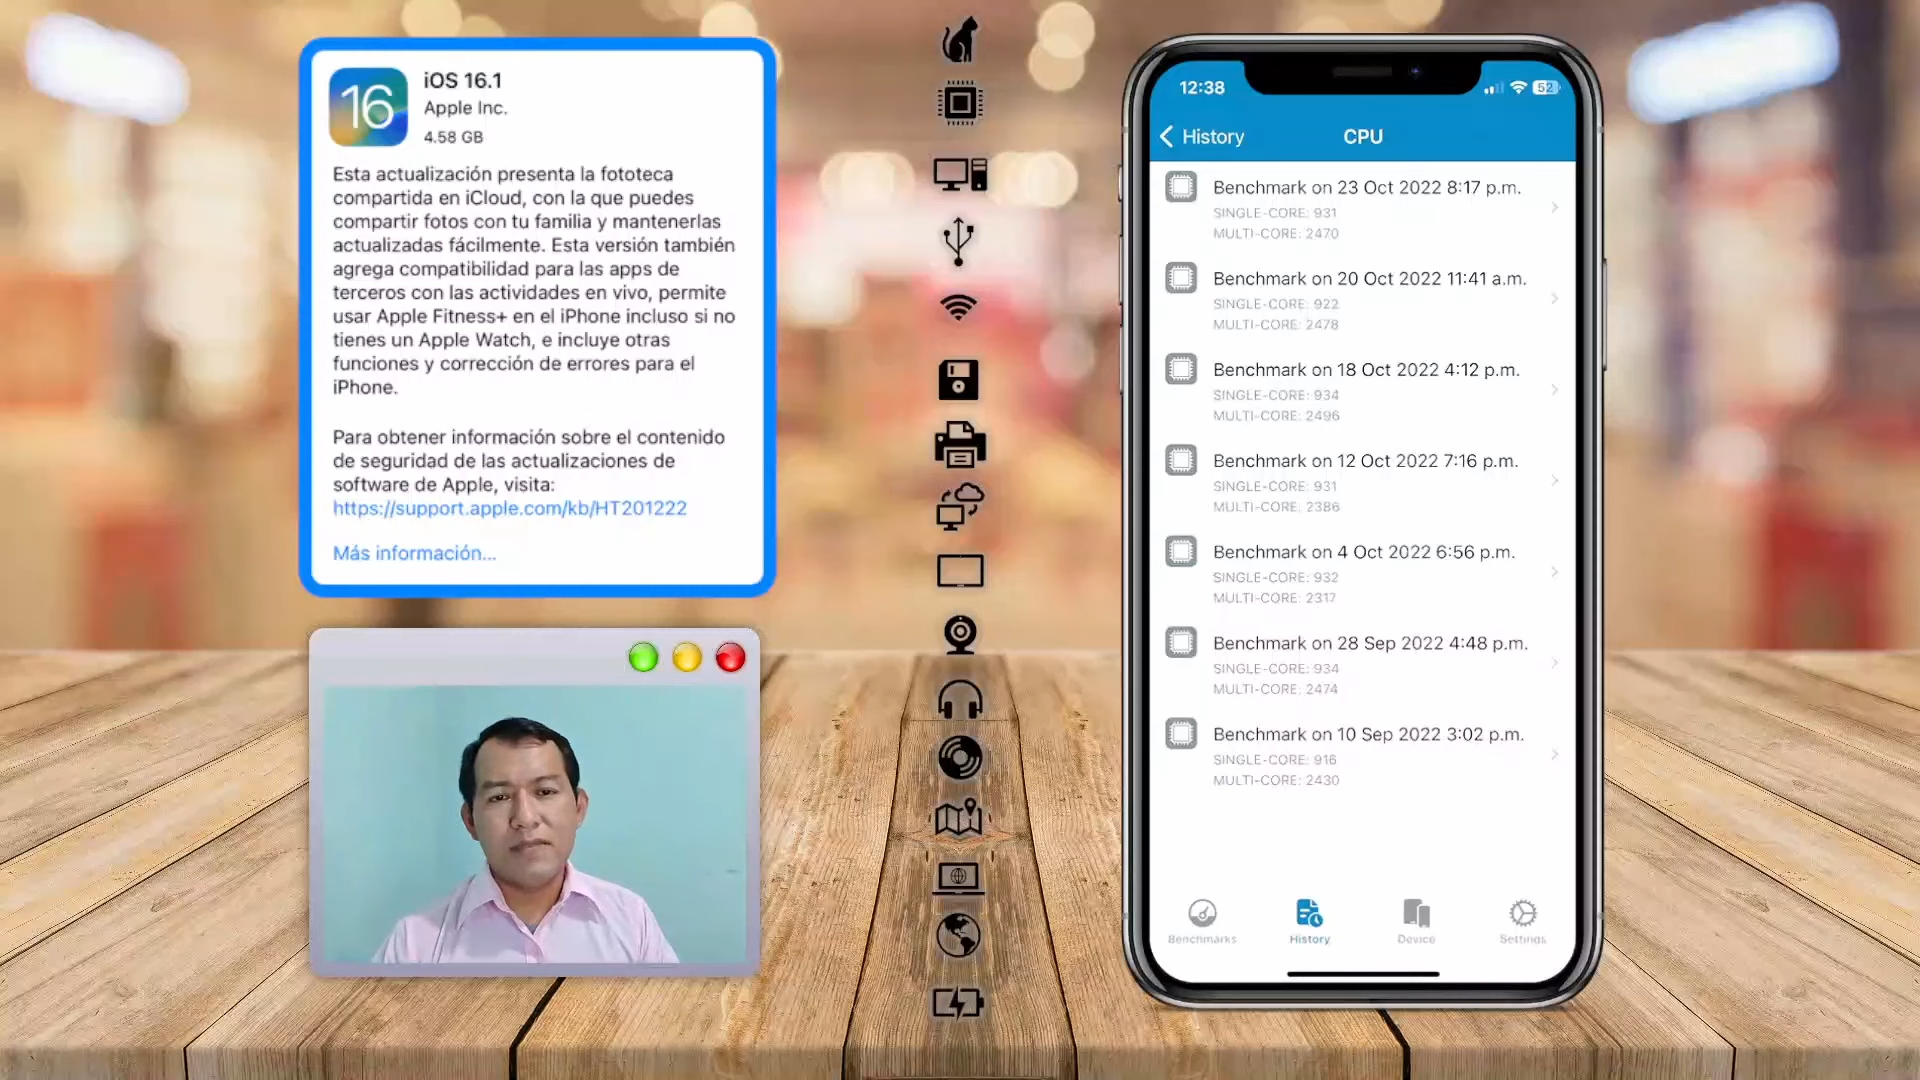 16
iOS 16.1
Apple Inc.
4.58 GB
Esta actualización presenta la fototeca
compartida en iCloud, con la que puedes
compartir fotos con tu familia y mantenerlas
actualizadas fácilmente. Esta versión también
agrega compatibilidad para las apps de
terceros con las actividades en vivo, permite
usar Apple Fitness+ en el iPhone incluso si no
tienes un Apple Watch, e incluye otras
funciones y corrección de errores para el
iPhone.
Para obtener información sobre el contenido
de seguridad de las actualizaciones de
software de Apple, visita:
https://support.apple.com/kb/HT201222
Más información...
12:38
52
History
CPU
Benchmark on 23 Oct 2022 8:17 p.m.
SINGLE-CORE: 931
MULTI-CORE: 2470
Benchmark on 20 Oct 2022 11:41 a.m.
SINGLE-CORE: 922
MULTI-CORE: 2478
Benchmark on 18 Oct 2022 4:12 p.m.
SINGLE-CORE: 934
MULTI-CORE: 2496
Benchmark on 12 Oct 2022 7:16 p.m.
SINGLE-CORE: 931
MULTI-CORE: 2386
Benchmark on 4 Oct 2022 6:56 p.m.
SINGLE-CORE: 932
MULTI-CORE: 2317
Benchmark on 28 Sep 2022 4:48 p.m.
SINGLE-CORE: 934
MULTI-CORE: 2474
Benchmark on 10 Sep 2022 3:02 p.m.
SINGLE-CORE: 916
MULTI-CORE: 2430
Benchmarks
History
Device
Settings